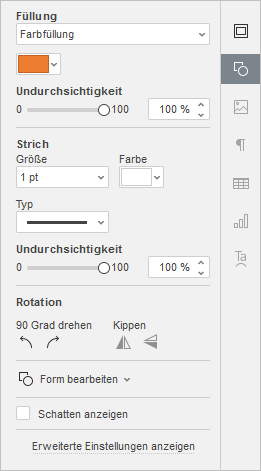 Füllung
Farbfüllung
Undurchsichtigkeit
0 100 100 %
Strich
Größe Farbe
1 pt
Typ
Undurchsichtigkeit
0 100 100 %
Rotation
90 Grad drehen Kippen
Form bearbeiten
Schatten anzeigen
Erweiterte Einstellungen anzeigen
¶
Ta